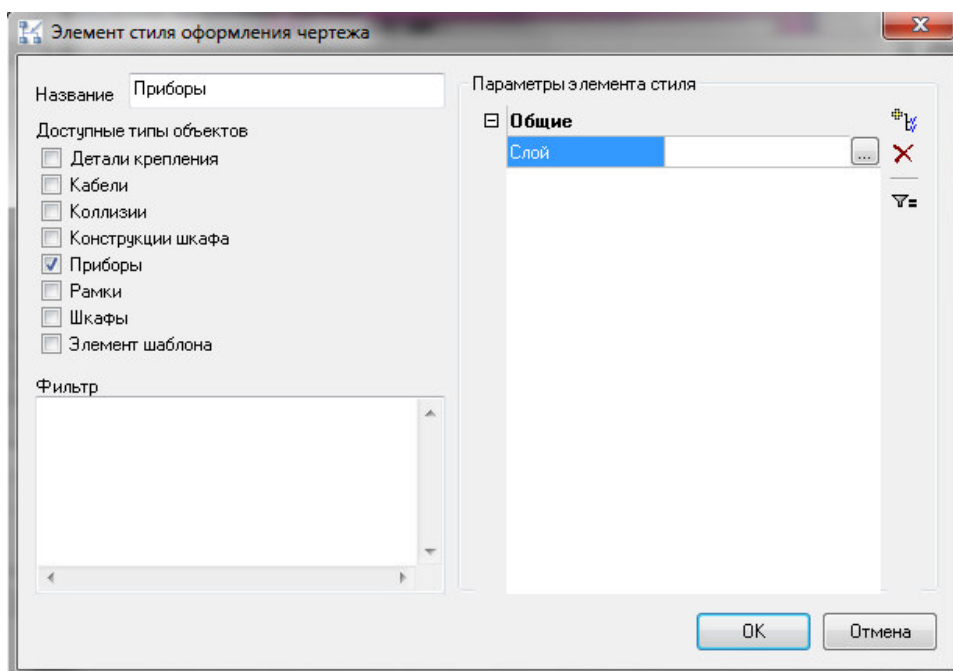 Элемент стиля оформления чертежа
Название Приборы
Доступные типы объектов
Детали крепления
Кабели
Коллизии
Конструкции шкафа
Приборы
Рамки
Шкафы
Элемент шаблона
Фильтр
Параметры элемента стиля
Общие
Слой ...
OK Отмена